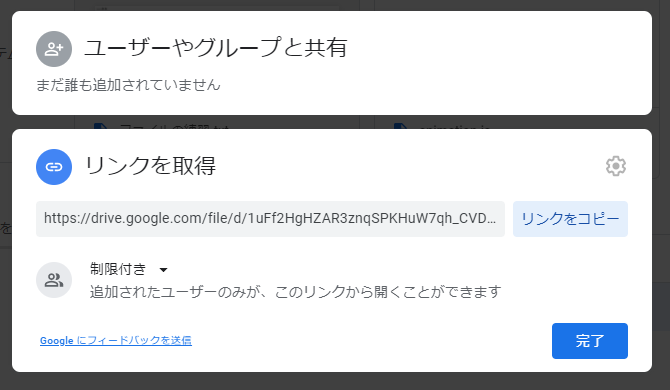 ユーザーやグループと共有
まだ誰も追加されていません
リンクを取得
https://drive.google.com/file/d/1uFf2HgHZAR3znqSPKHuW7qh_CVD...
リンクをコピー
制限付き
追加されたユーザーのみが、このリンクから開くことができます
Google にフィードバックを送信
完了